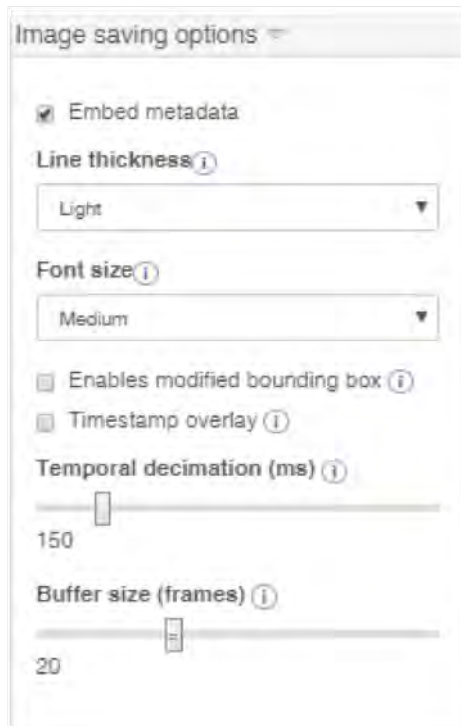 Image saving options
Embed metadata
Line thickness
Light
Font size
Medium
Enables modified bounding box
Timestamp overlay
Temporal decimation (ms)
150
Buffer size (frames)
20